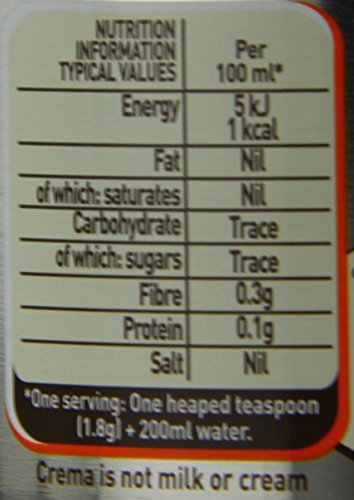 NUTRITION
INFORMATION
TYPICAL VALUES
Per
100 ml*
Energy 5 kJ
1 kcal
Fat Nil
of which: saturates Nil
Carbohydrate Trace
of which: sugars Trace
Fibre 0.3g
Protein 0.1g
Salt Nil
*One serving: One heaped teaspoon
(1.8g) + 200ml water.
Crema is not milk or cream